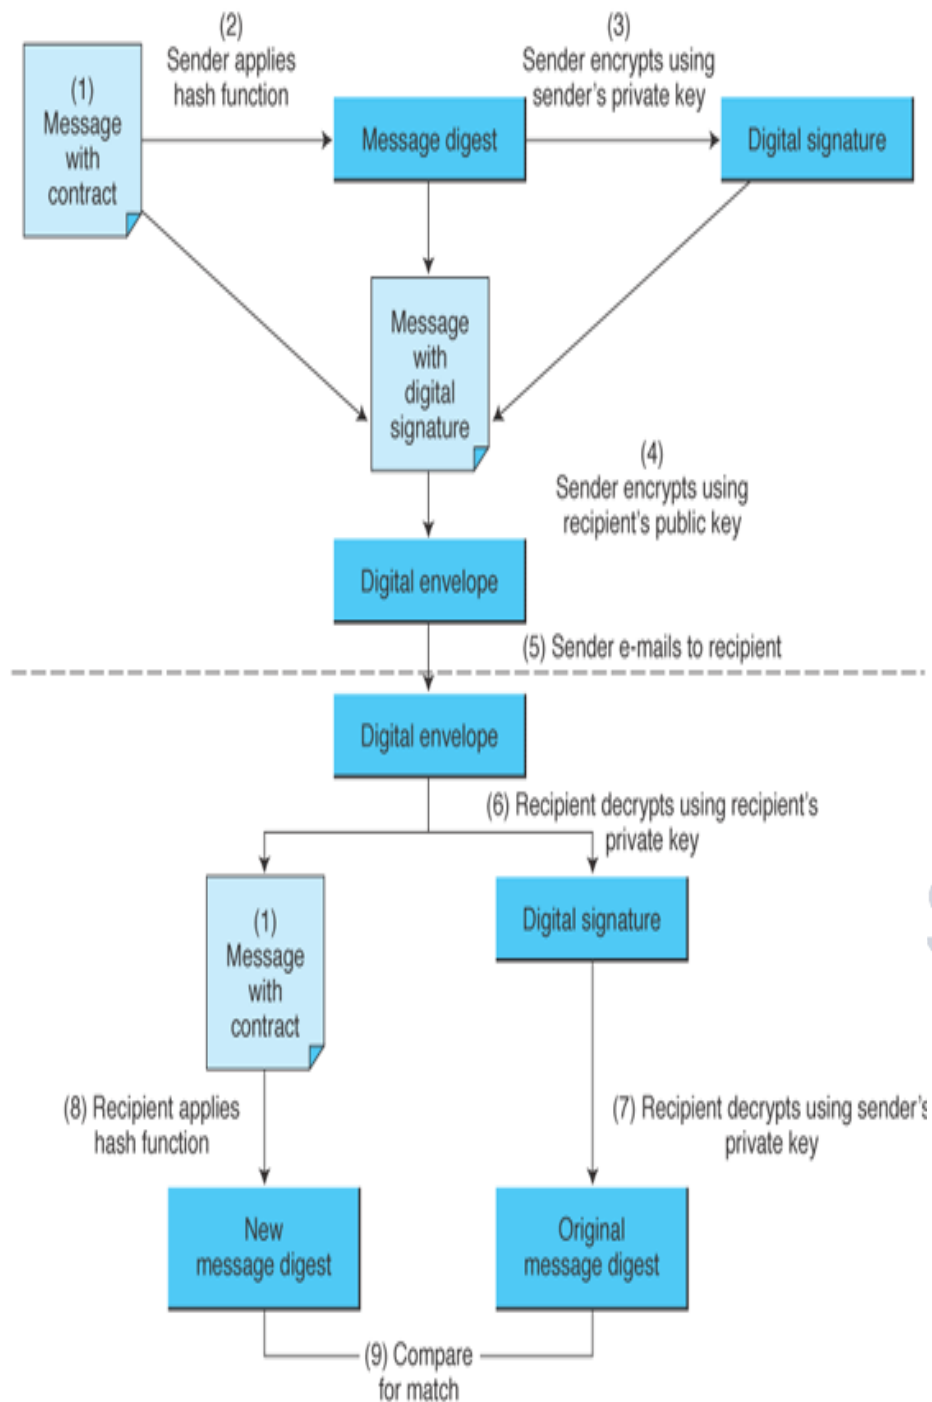 (2)
Sender applies
hash function
(3)
Sender encrypts using
sender's private key
(1)
Message
with
contract
Message digest
Digital signature
Message
with
digital
signature
(4)
Sender encrypts using
recipient's public key
Digital envelope
(5) Sender e-mails to recipient
Digital envelope
(6) Recipient decrypts using recipient's
private key
(1)
Message
with
contract
Digital signature
(8) Recipient applies
hash function
(7) Recipient decrypts using sender's
private key
New
message digest
Original
message digest
(9) Compare
for match